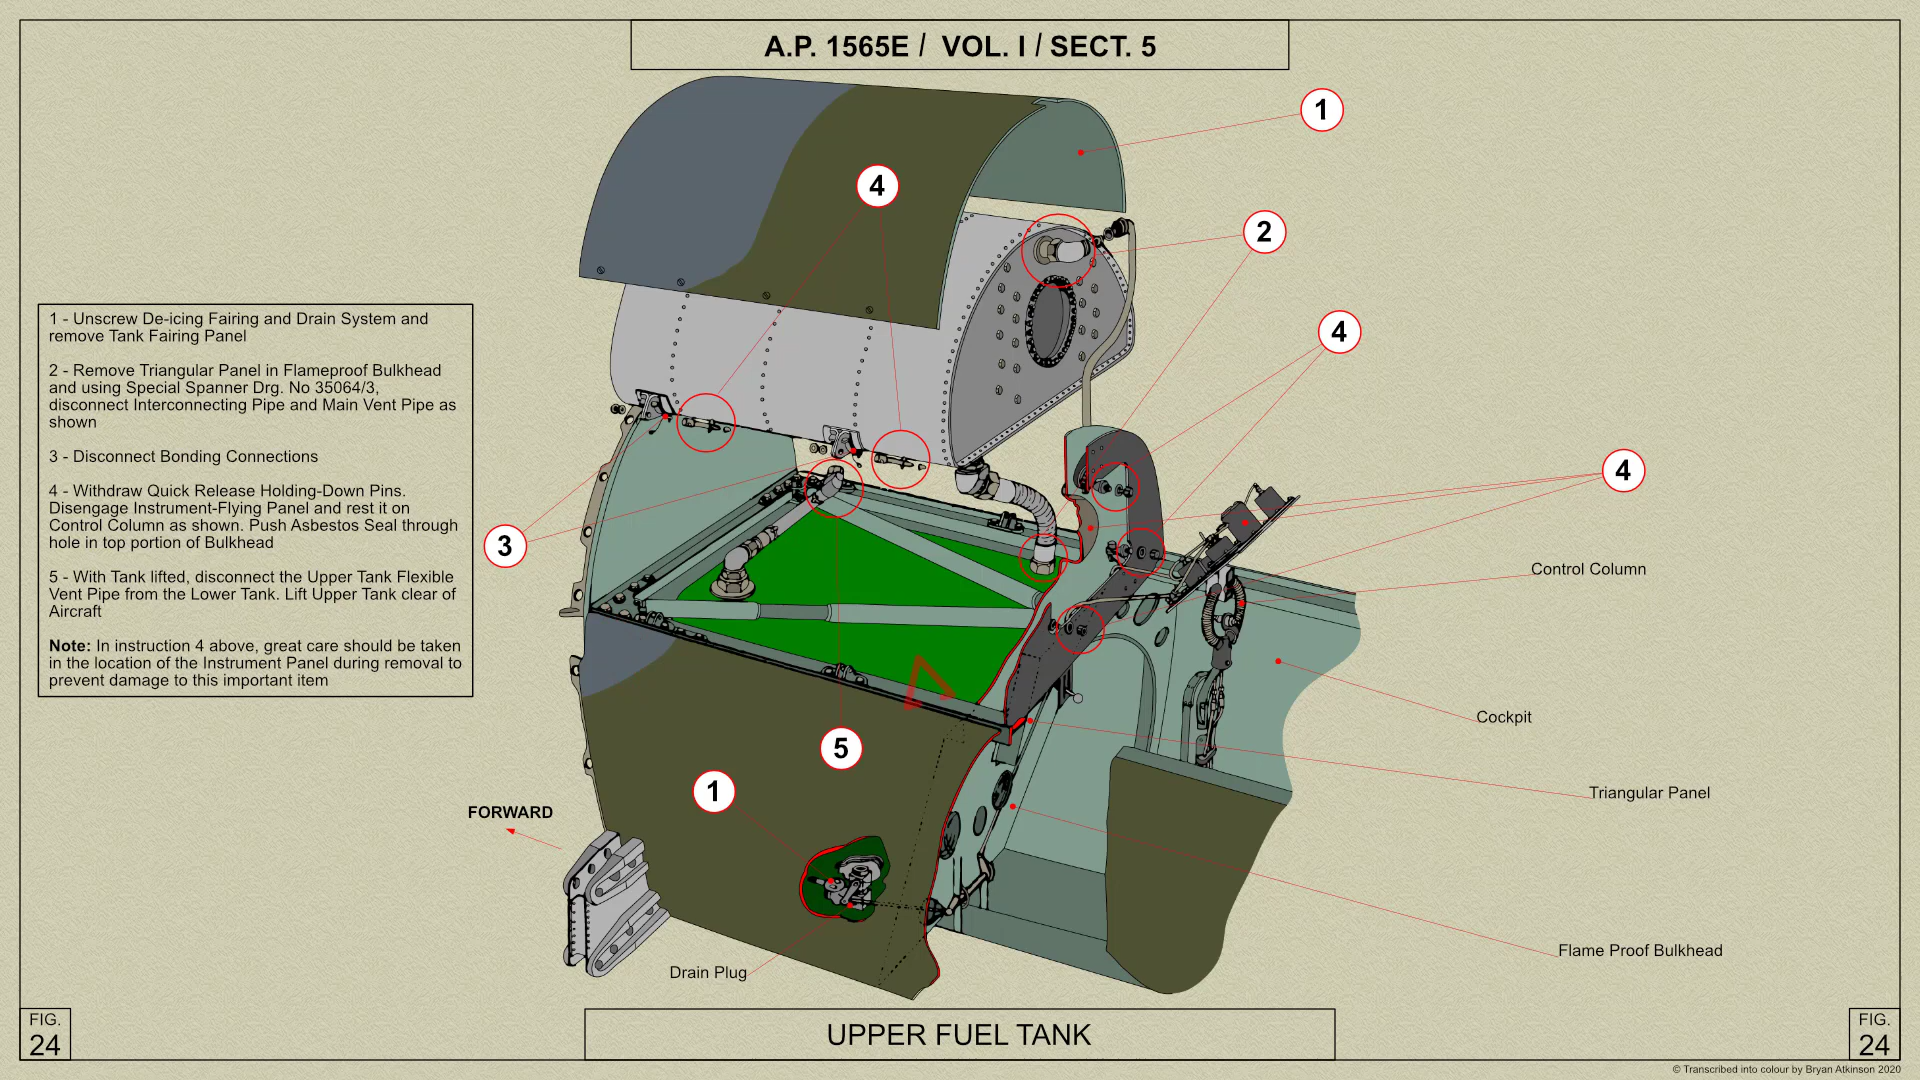 A.P. 1565E / VOL. I / SECT. 5
1
4
2
4
4
3
1 - Unscrew De-icing Fairing and Drain System and
remove Tank Fairing Panel
2 - Remove Triangular Panel in Flameproof Bulkhead
and using Special Spanner Drg. No 35064/3,
disconnect Interconnecting Pipe and Main Vent Pipe as
shown
3 - Disconnect Bonding Connections
4 - Withdraw Quick Release Holding-Down Pins.
Disengage Instrument-Flying Panel and rest it on
Control Column as shown. Push Asbestos Seal through
hole in top portion of Bulkhead
5 - With Tank lifted, disconnect the Upper Tank Flexible
Vent Pipe from the Lower Tank. Lift Upper Tank clear of
Aircraft
Note: In instruction 4 above, great care should be taken
in the location of the Instrument Panel during removal to
prevent damage to this important item
Control Column
Cockpit
5
1
Triangular Panel
FORWARD
Flame Proof Bulkhead
Drain Plug
FIG.
24
UPPER FUEL TANK
FIG.
24
© Transcribed into colour by Bryan Atkinson 2020